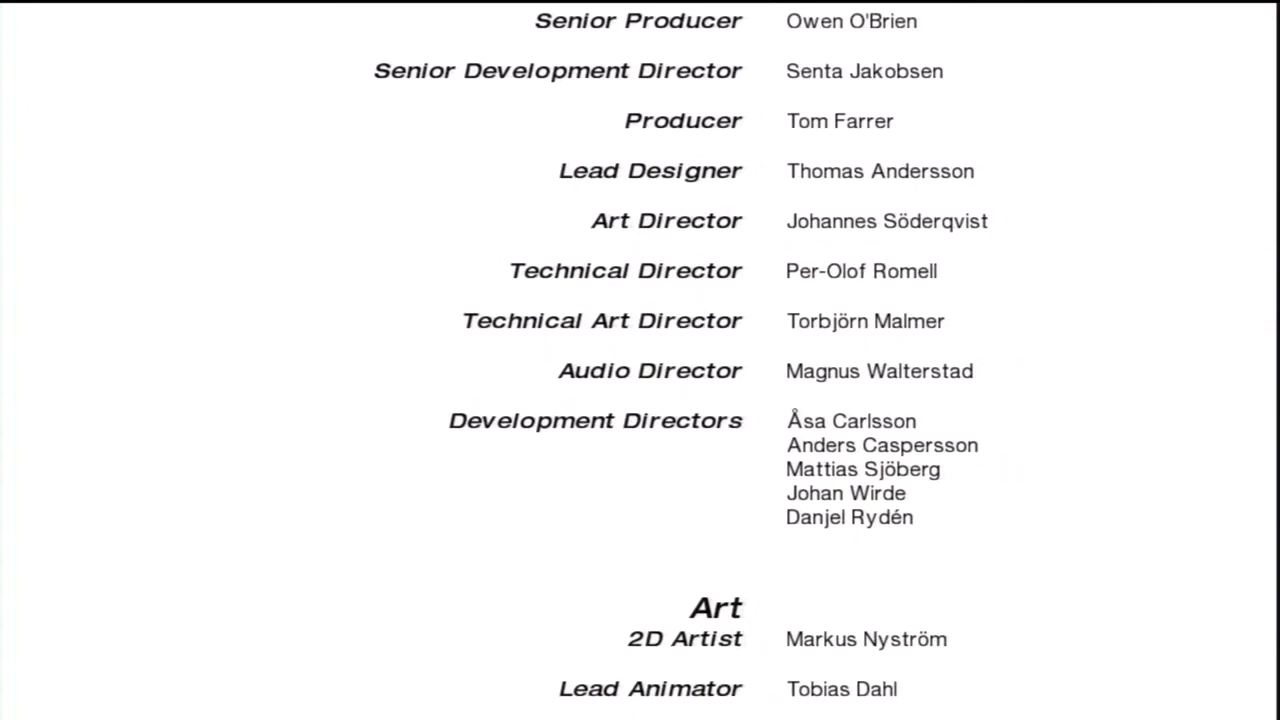 Senior Producer Owen O'Brien
Senior Development Director Senta Jakobsen
Producer Tom Farrer
Lead Designer Thomas Andersson
Art Director Johannes Söderqvist
Technical Director Per-Olof Romell
Technical Art Director Torbjörn Malmer
Audio Director Magnus Walterstad
Development Directors Åsa Carlsson
Anders Caspersson
Mattias Sjöberg
Johan Wirde
Danjel Rydén
Art
2D Artist Markus Nyström
Lead Animator Tobias Dahl